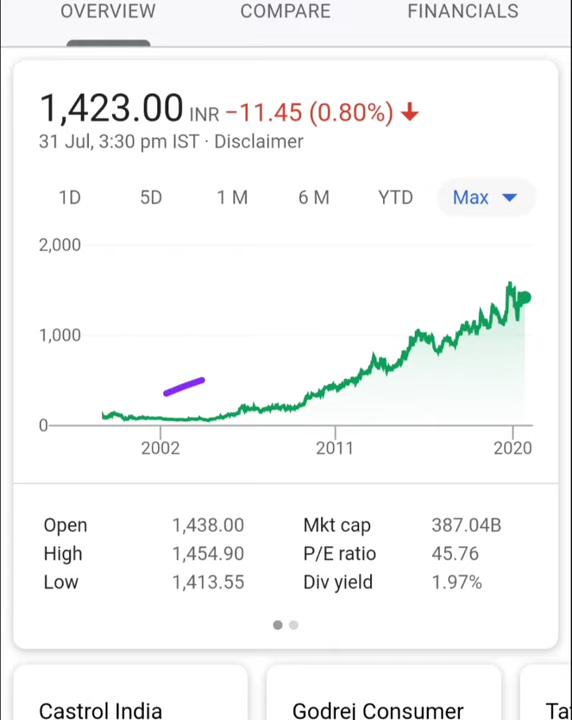 OVERVIEW COMPARE FINANCIALS
1,423.00 INR −11.45 (0.80%)
31 Jul, 3:30 pm IST · Disclaimer
1D 5D 1 M 6 M YTD Max
2,000
1,000
0
2002 2011 2020
Open 1,438.00 Mkt cap 387.04B
High 1,454.90 P/E ratio 45.76
Low 1,413.55 Div yield 1.97%
Castrol India Godrej Consumer